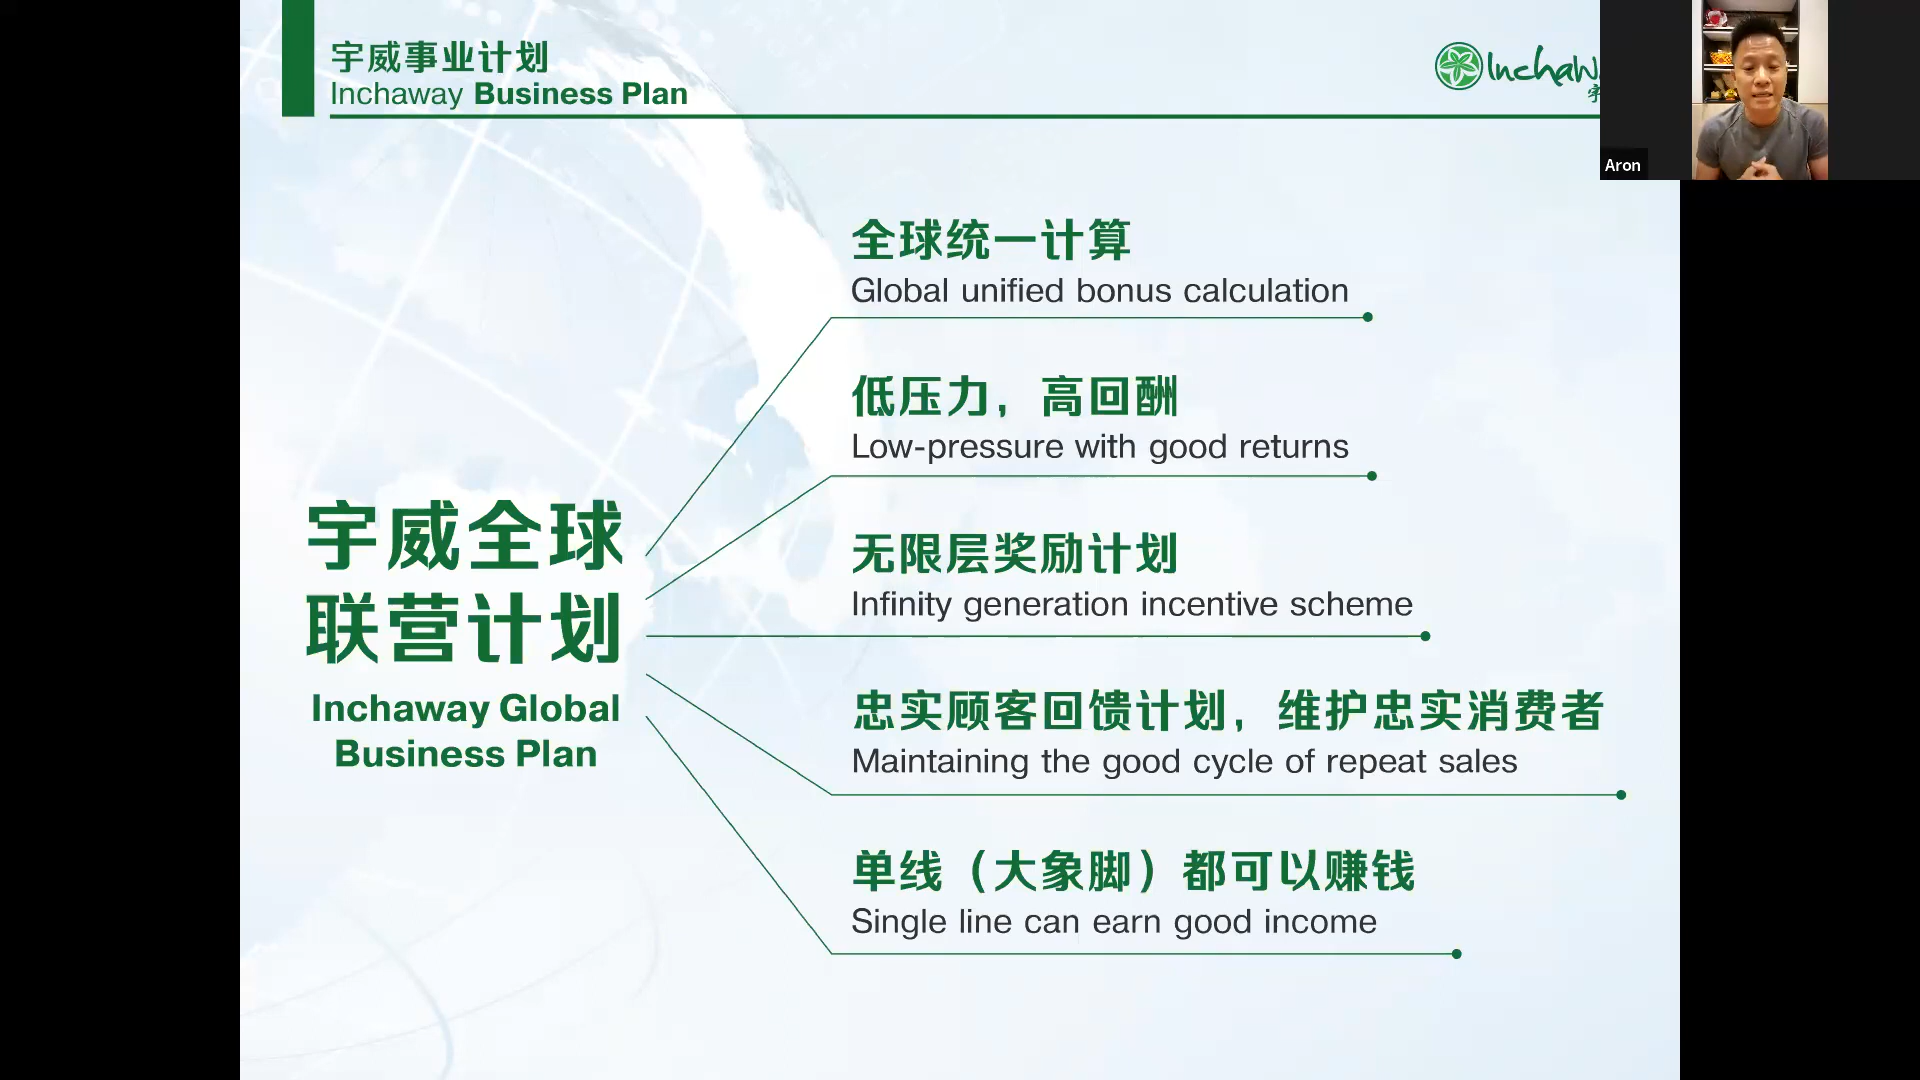 宇威事业计划
Inchaway Business Plan
Aron
全球统一计算
Global unified bonus calculation
低压力，高回酬
Low-pressure with good returns
无限层奖励计划
Infinity generation incentive scheme
宇威全球
联营计划
Inchaway Global
Business Plan
忠实顾客回馈计划，维护忠实消费者
Maintaining the good cycle of repeat sales
单线（大象脚）都可以赚钱
Single line can earn good income